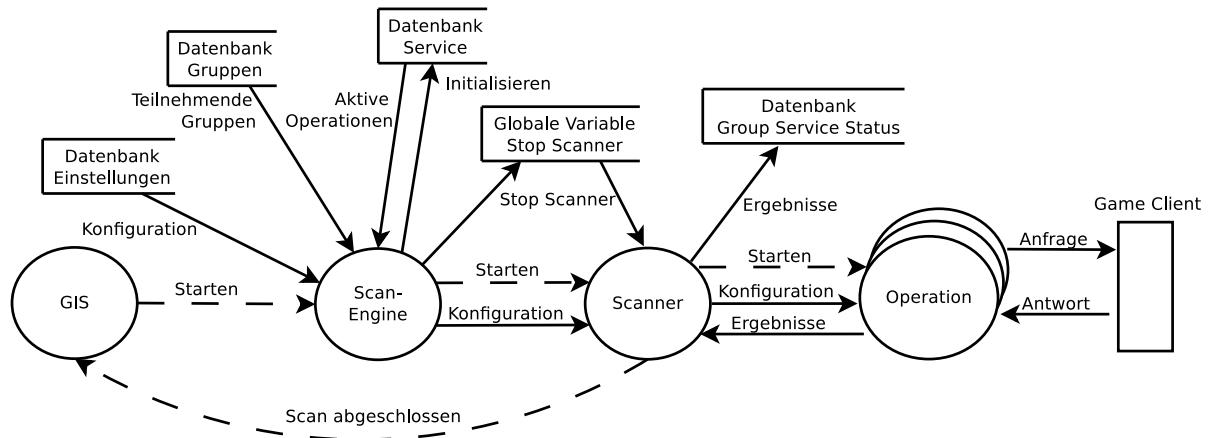 Datenbank
Service
Datenbank
Gruppen
Initialisieren
Teilnehmende
Gruppen
Aktive
Operationen
Datenbank
Group Service Status
Globale Variable
Stop Scanner
Datenbank
Einstellungen
Stop Scanner
Ergebnisse
Game Client
Konfiguration
Starten
Anfrage
Starten
Starten
GIS
Scan-
Engine
Konfiguration
Scanner
Konfiguration
Ergebnisse
Operation
Antwort
Scan abgeschlossen